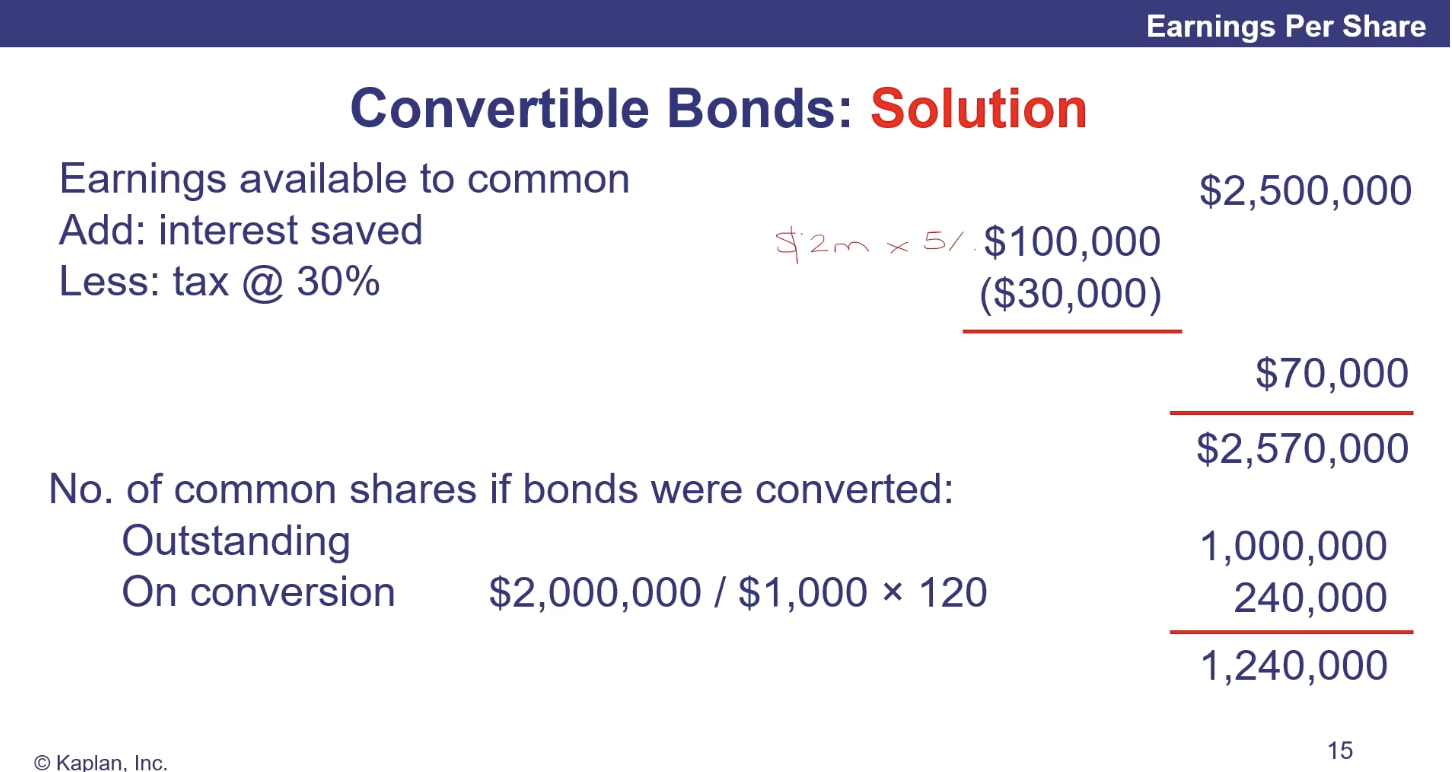 Earnings Per Share
Convertible Bonds: Solution
Earnings available to common $2,500,000
Add: interest saved $2m × 5%. $100,000
Less: tax @ 30% ($30,000)
$70,000
$2,570,000
No. of common shares if bonds were converted:
Outstanding 1,000,000
On conversion $2,000,000 / $1,000 × 120 240,000
1,240,000
© Kaplan, Inc. 15